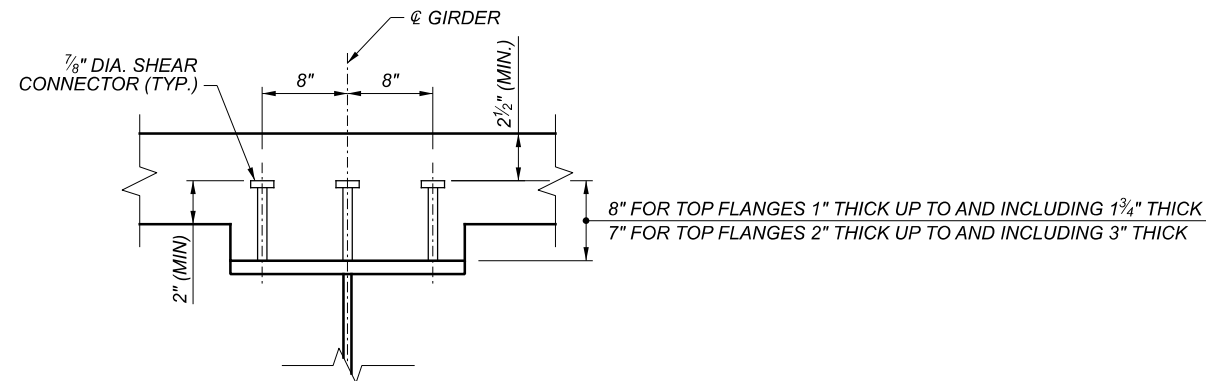 ℄ GIRDER
⅞" DIA. SHEAR
CONNECTOR (TYP.)
8"
8"
2½" (MIN.)
2" (MIN)
8" FOR TOP FLANGES 1" THICK UP TO AND INCLUDING 1¾" THICK
7" FOR TOP FLANGES 2" THICK UP TO AND INCLUDING 3" THICK